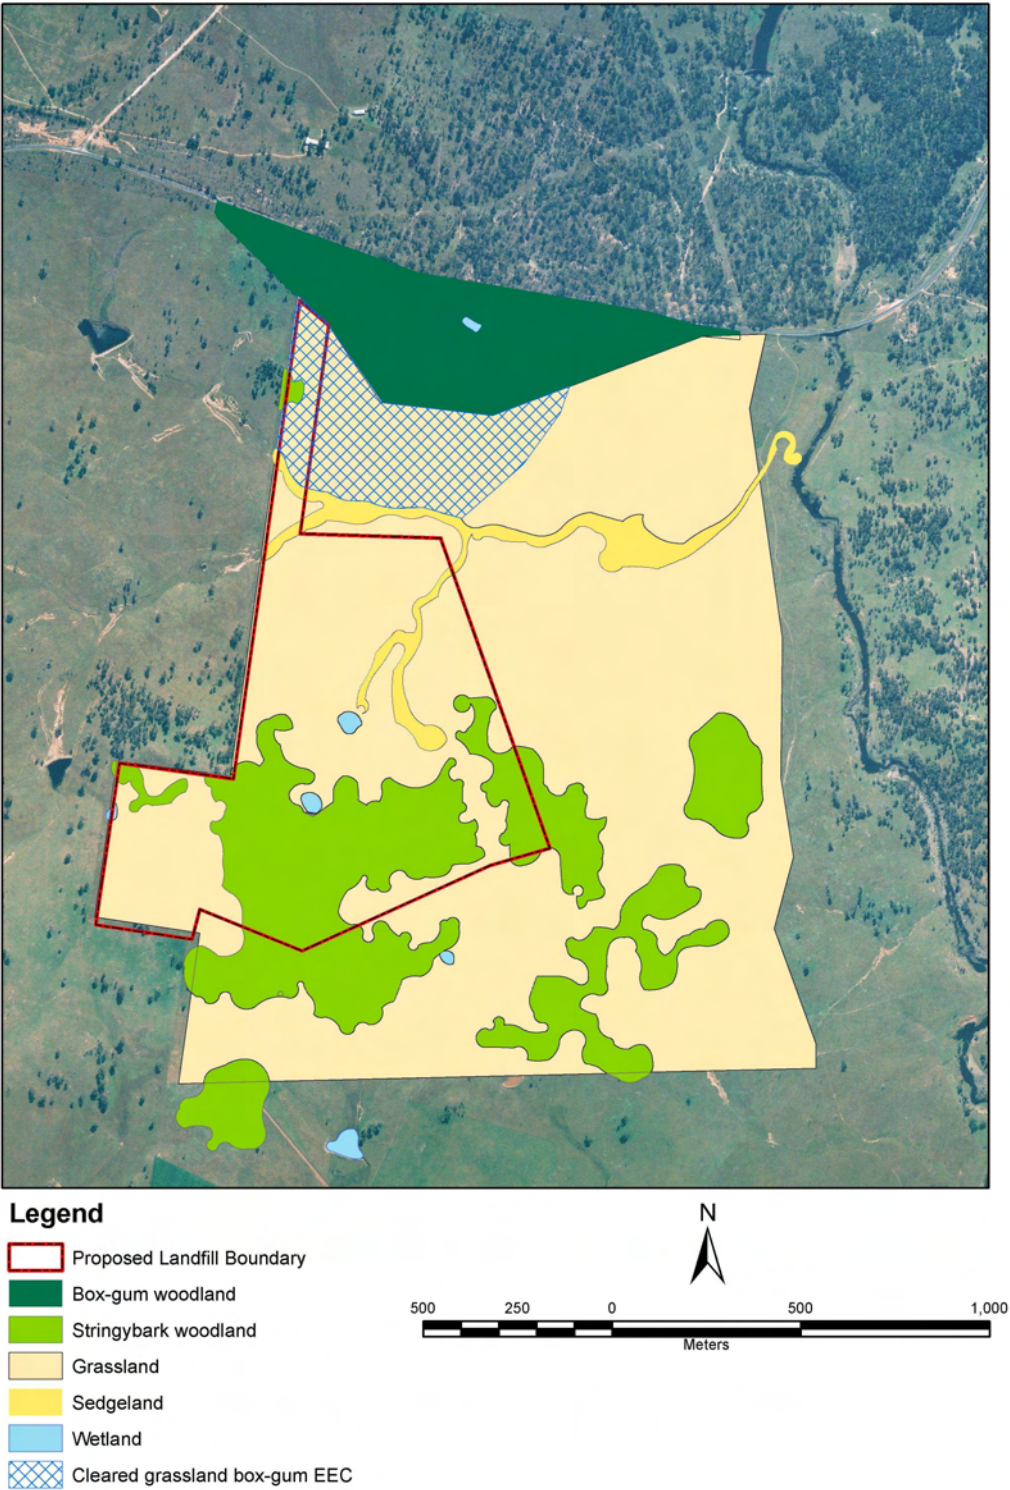 Legend
Proposed Landfill Boundary
Box-gum woodland
Stringybark woodland
Grassland
Sedgeland
Wetland
Cleared grassland box-gum EEC
N
500 250 0 500 1,000
Meters